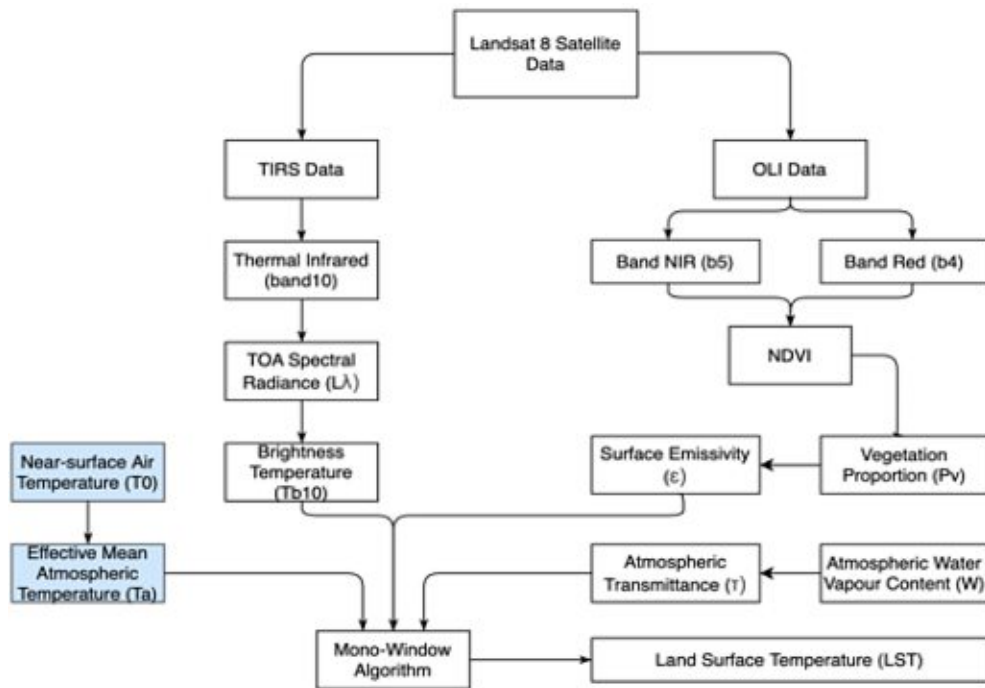 Landsat 8 Satellite
Data
TIRS Data
OLI Data
Thermal Infrared
(band10)
Band NIR (b5)
Band Red (b4)
TOA Spectral
Radiance (Lλ)
NDVI
Near-surface Air
Temperature (T0)
Brightness
Temperature
(Tb10)
Surface Emissivity
(ε)
Vegetation
Proportion (Pv)
Effective Mean
Atmospheric
Temperature (Ta)
Atmospheric
Transmittance (τ)
Atmospheric Water
Vapour Content (W)
Mono-Window
Algorithm
Land Surface Temperature (LST)